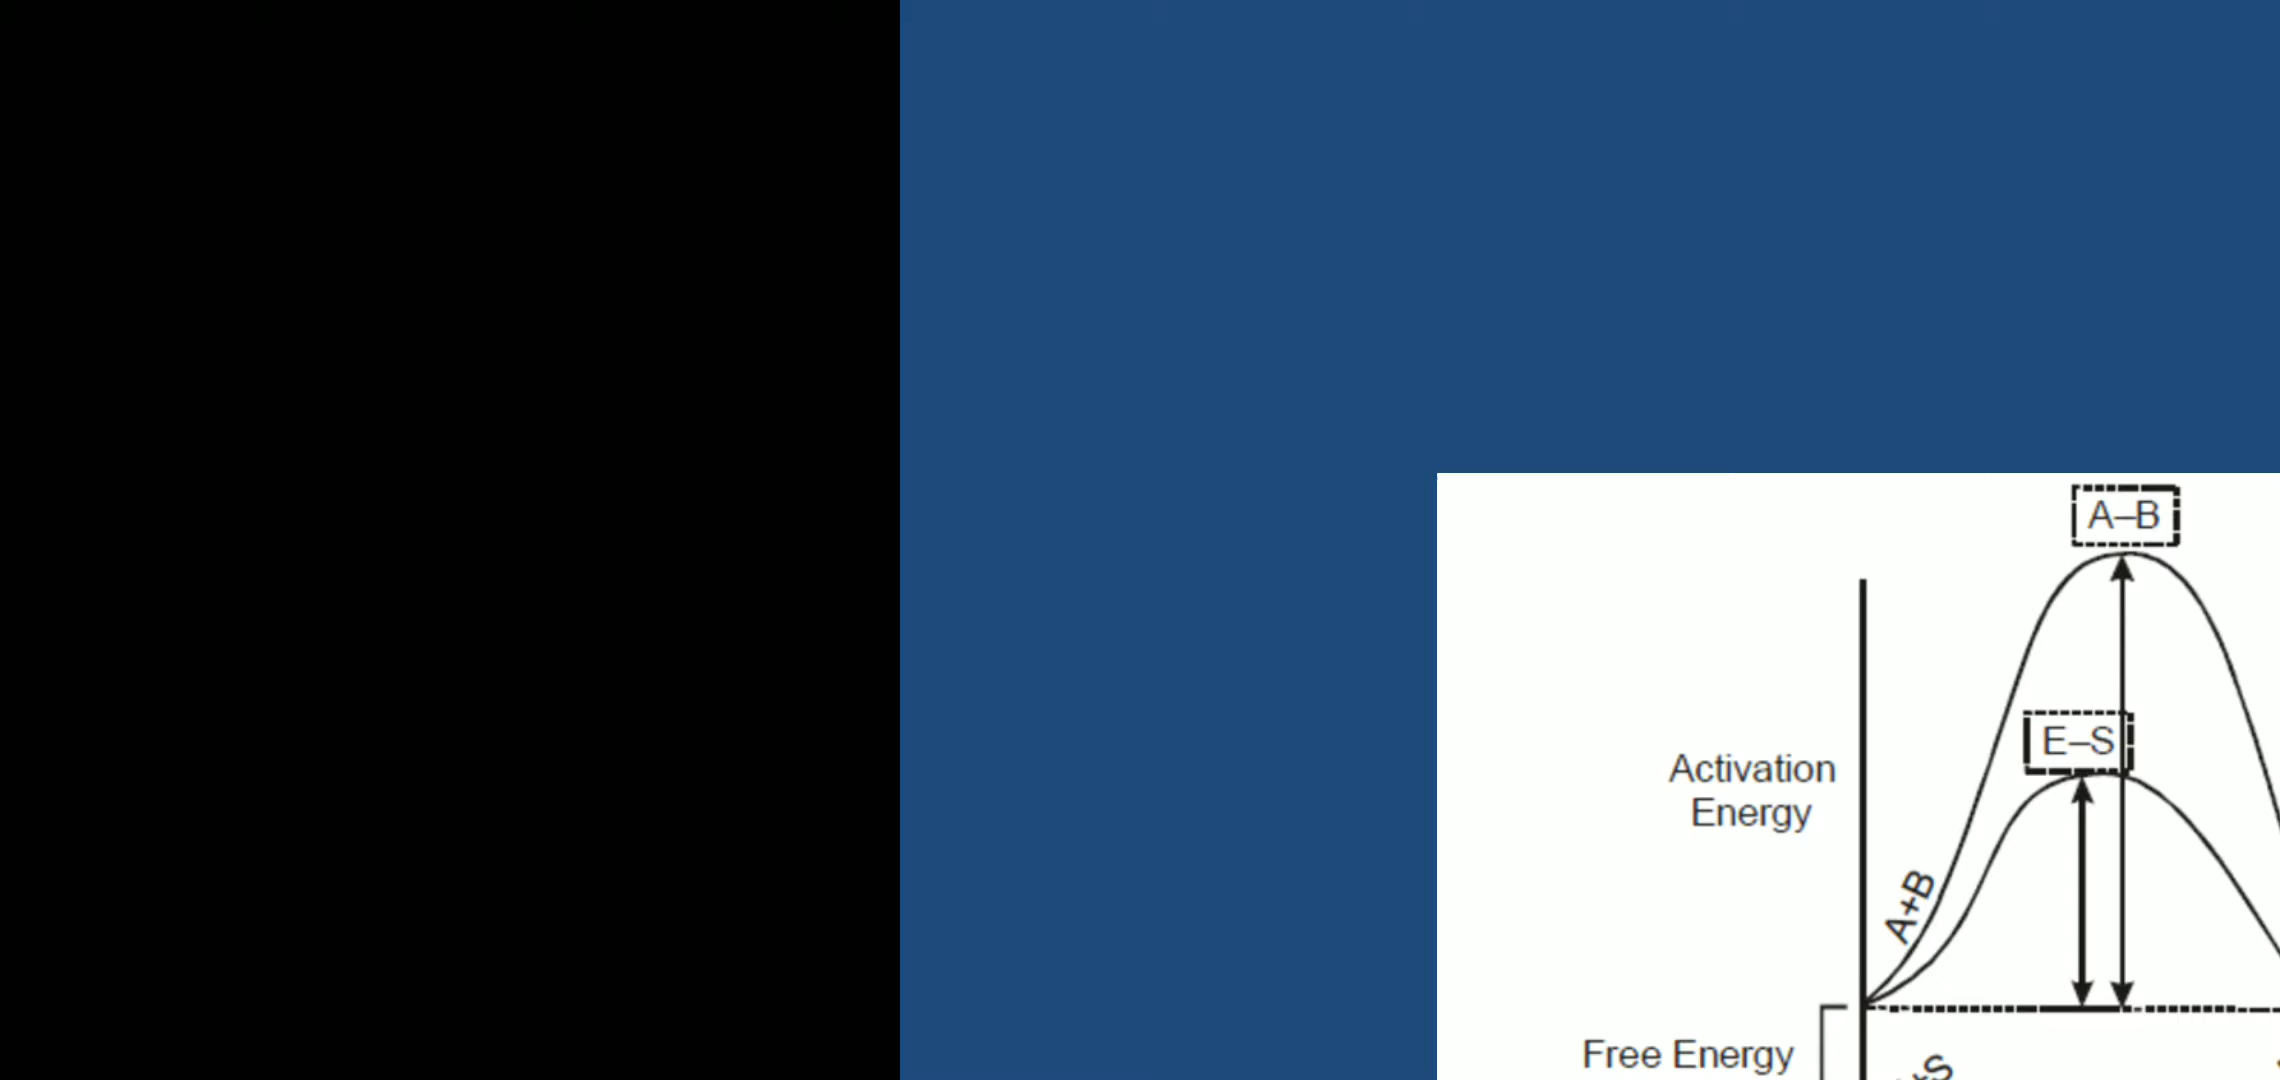 A–B
E–S
Activation
Energy
A+B
Free Energy